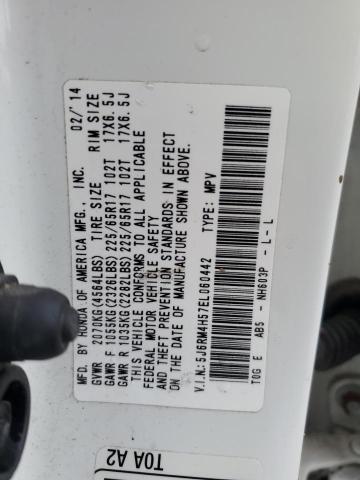 MFD. BY HONDA OF AMERICA MFG., INC. 02/'14
GVWR 2070KG(4564LBS) TIRE SIZE RIM SIZE
GAWR F 1055KG(2326LBS) 225/65R17 102T 17X6.5J
GAWR R 1035KG(2282LBS) 225/65R17 102T 17X6.5J
THIS VEHICLE CONFORMS TO ALL APPLICABLE
FEDERAL MOTOR VEHICLE SAFETY
AND THEFT PREVENTION STANDARDS IN EFFECT
ON THE DATE OF MANUFACTURE SHOWN ABOVE.
V.I.N.: 5J6RM4H57EL060442 TYPE: MPV
T0G E AB5 - NH603P - L - L
T0A A2